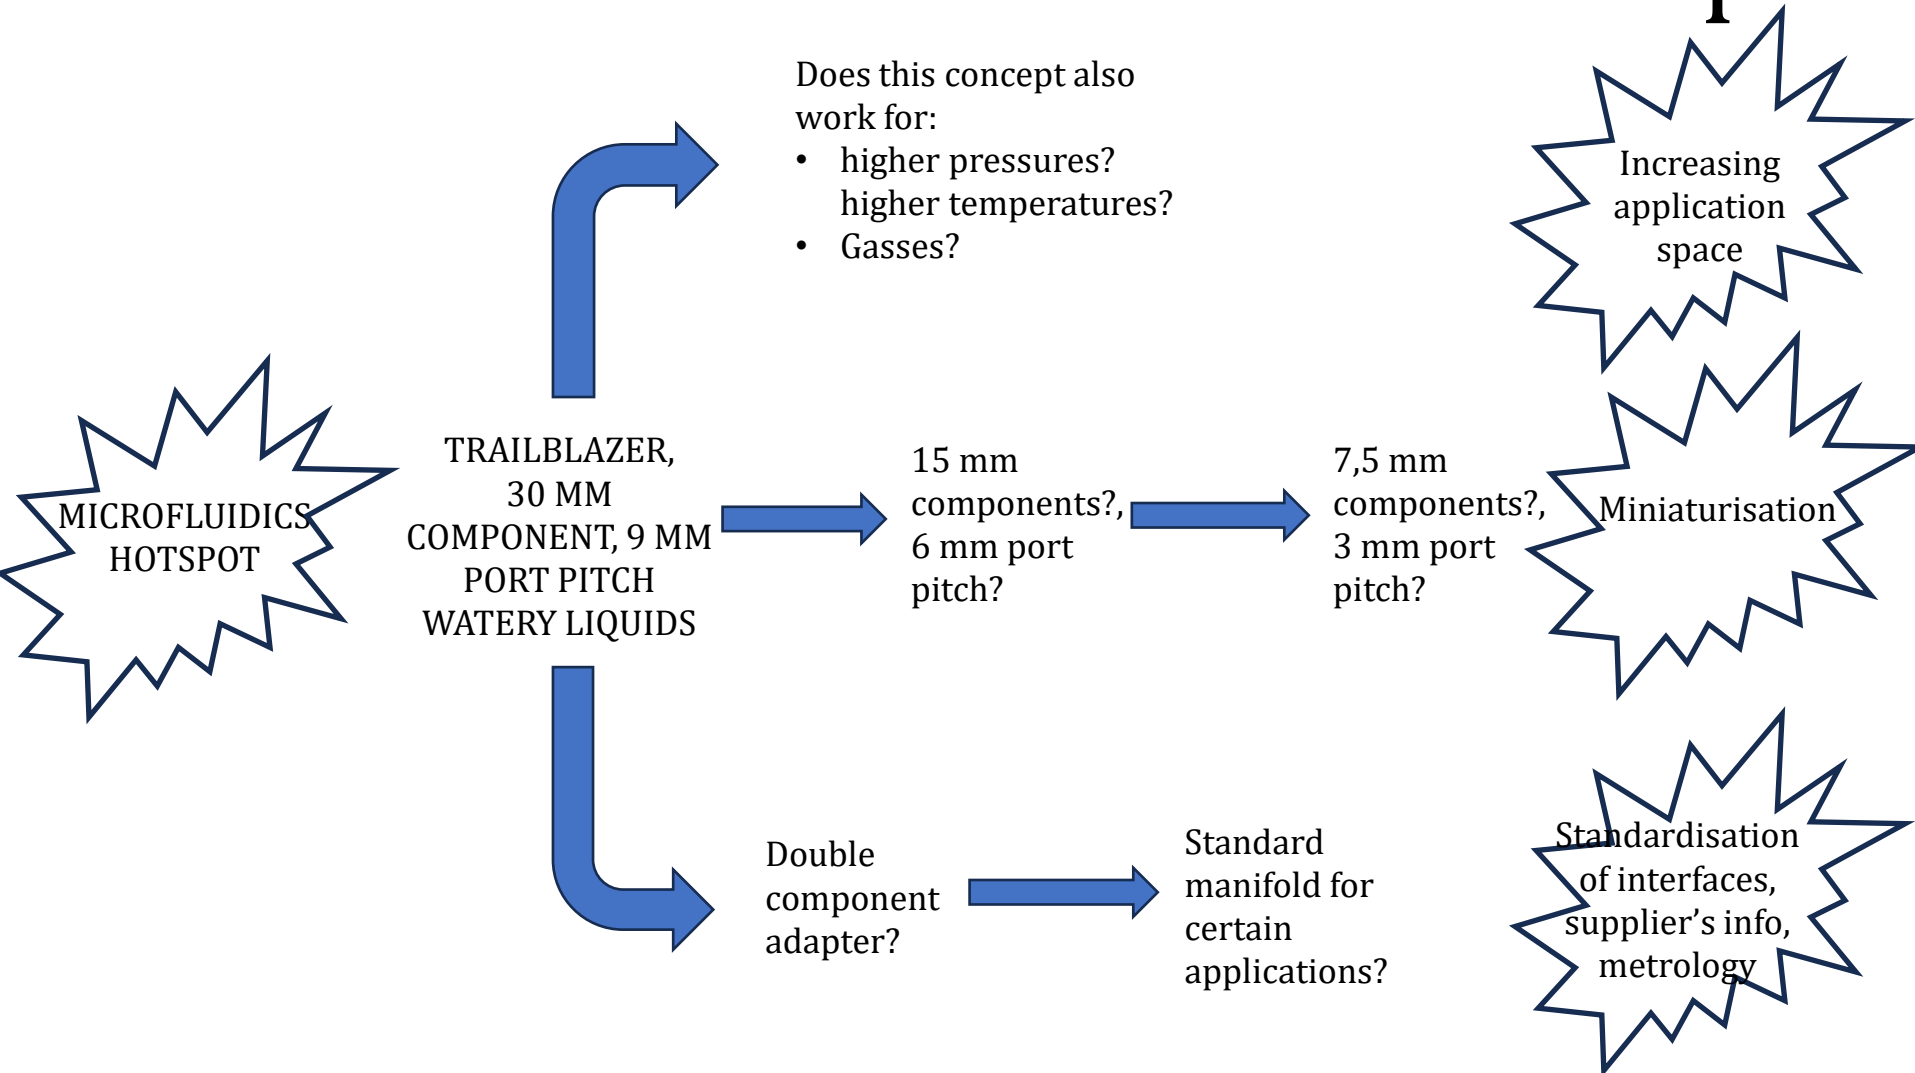 Does this concept also
work for:
• higher pressures?
higher temperatures?
• Gasses?
Increasing
application
space
MICROFLUIDICS
HOTSPOT
TRAILBLAZER,
30 MM
COMPONENT, 9 MM
PORT PITCH
WATERY LIQUIDS
15 mm
components?,
6 mm port
pitch?
7,5 mm
components?,
3 mm port
pitch?
Miniaturisation
Double
component
adapter?
Standard
manifold for
certain
applications?
Standardisation
of interfaces,
supplier’s info,
metrology